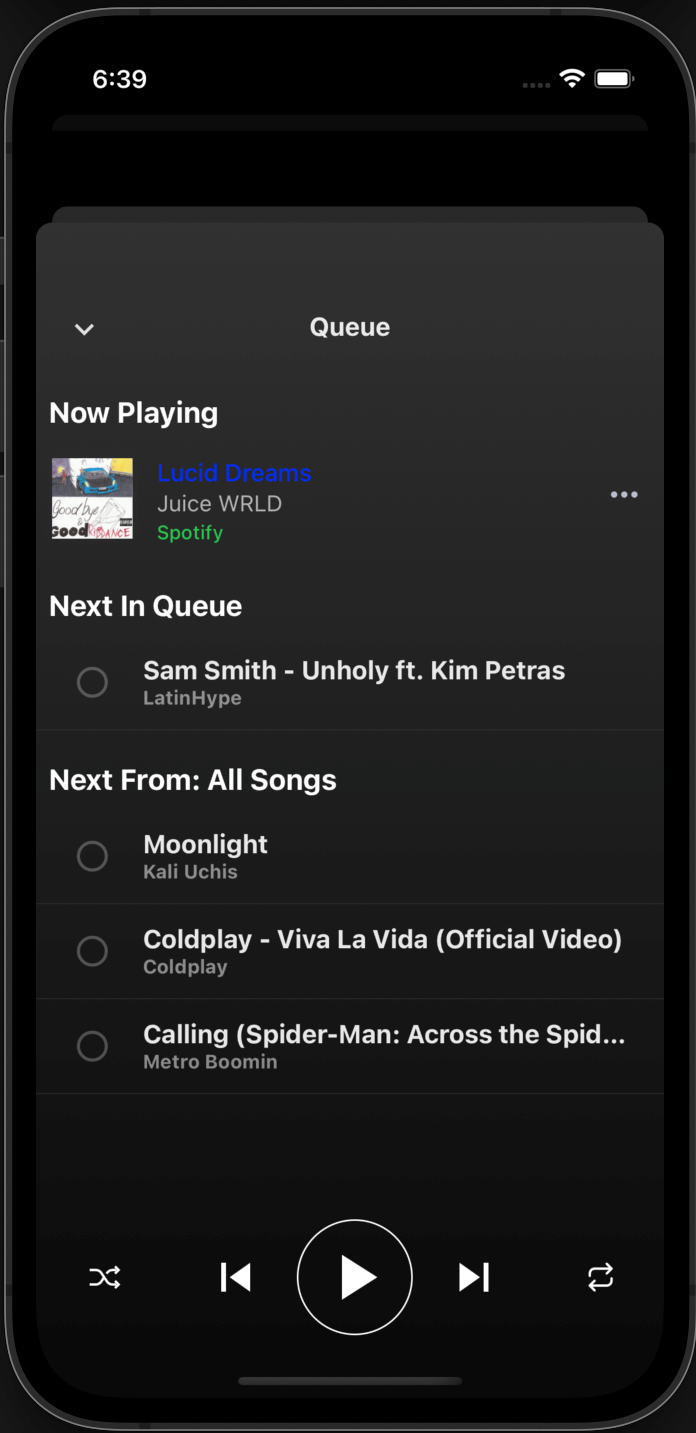 6:39
Queue
Now Playing
Good bye
&
Good RIDDANCE
Lucid Dreams
Juice WRLD
Spotify
Next In Queue
Sam Smith - Unholy ft. Kim Petras
LatinHype
Next From: All Songs
Moonlight
Kali Uchis
Coldplay - Viva La Vida (Official Video)
Coldplay
Calling (Spider-Man: Across the Spid...
Metro Boomin